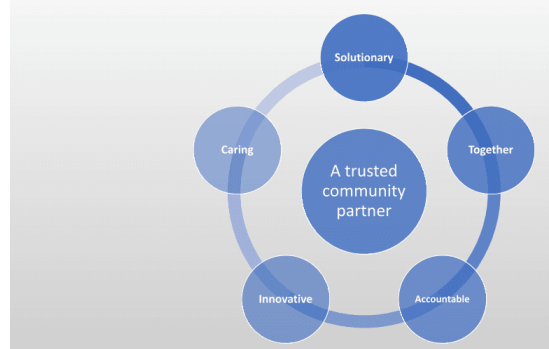 Solutionary
Caring
Together
A trusted
community
partner
Innovative
Accountable